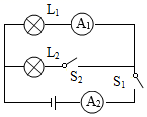 L₁ A₁
L₂ S₂ S₁
A₂